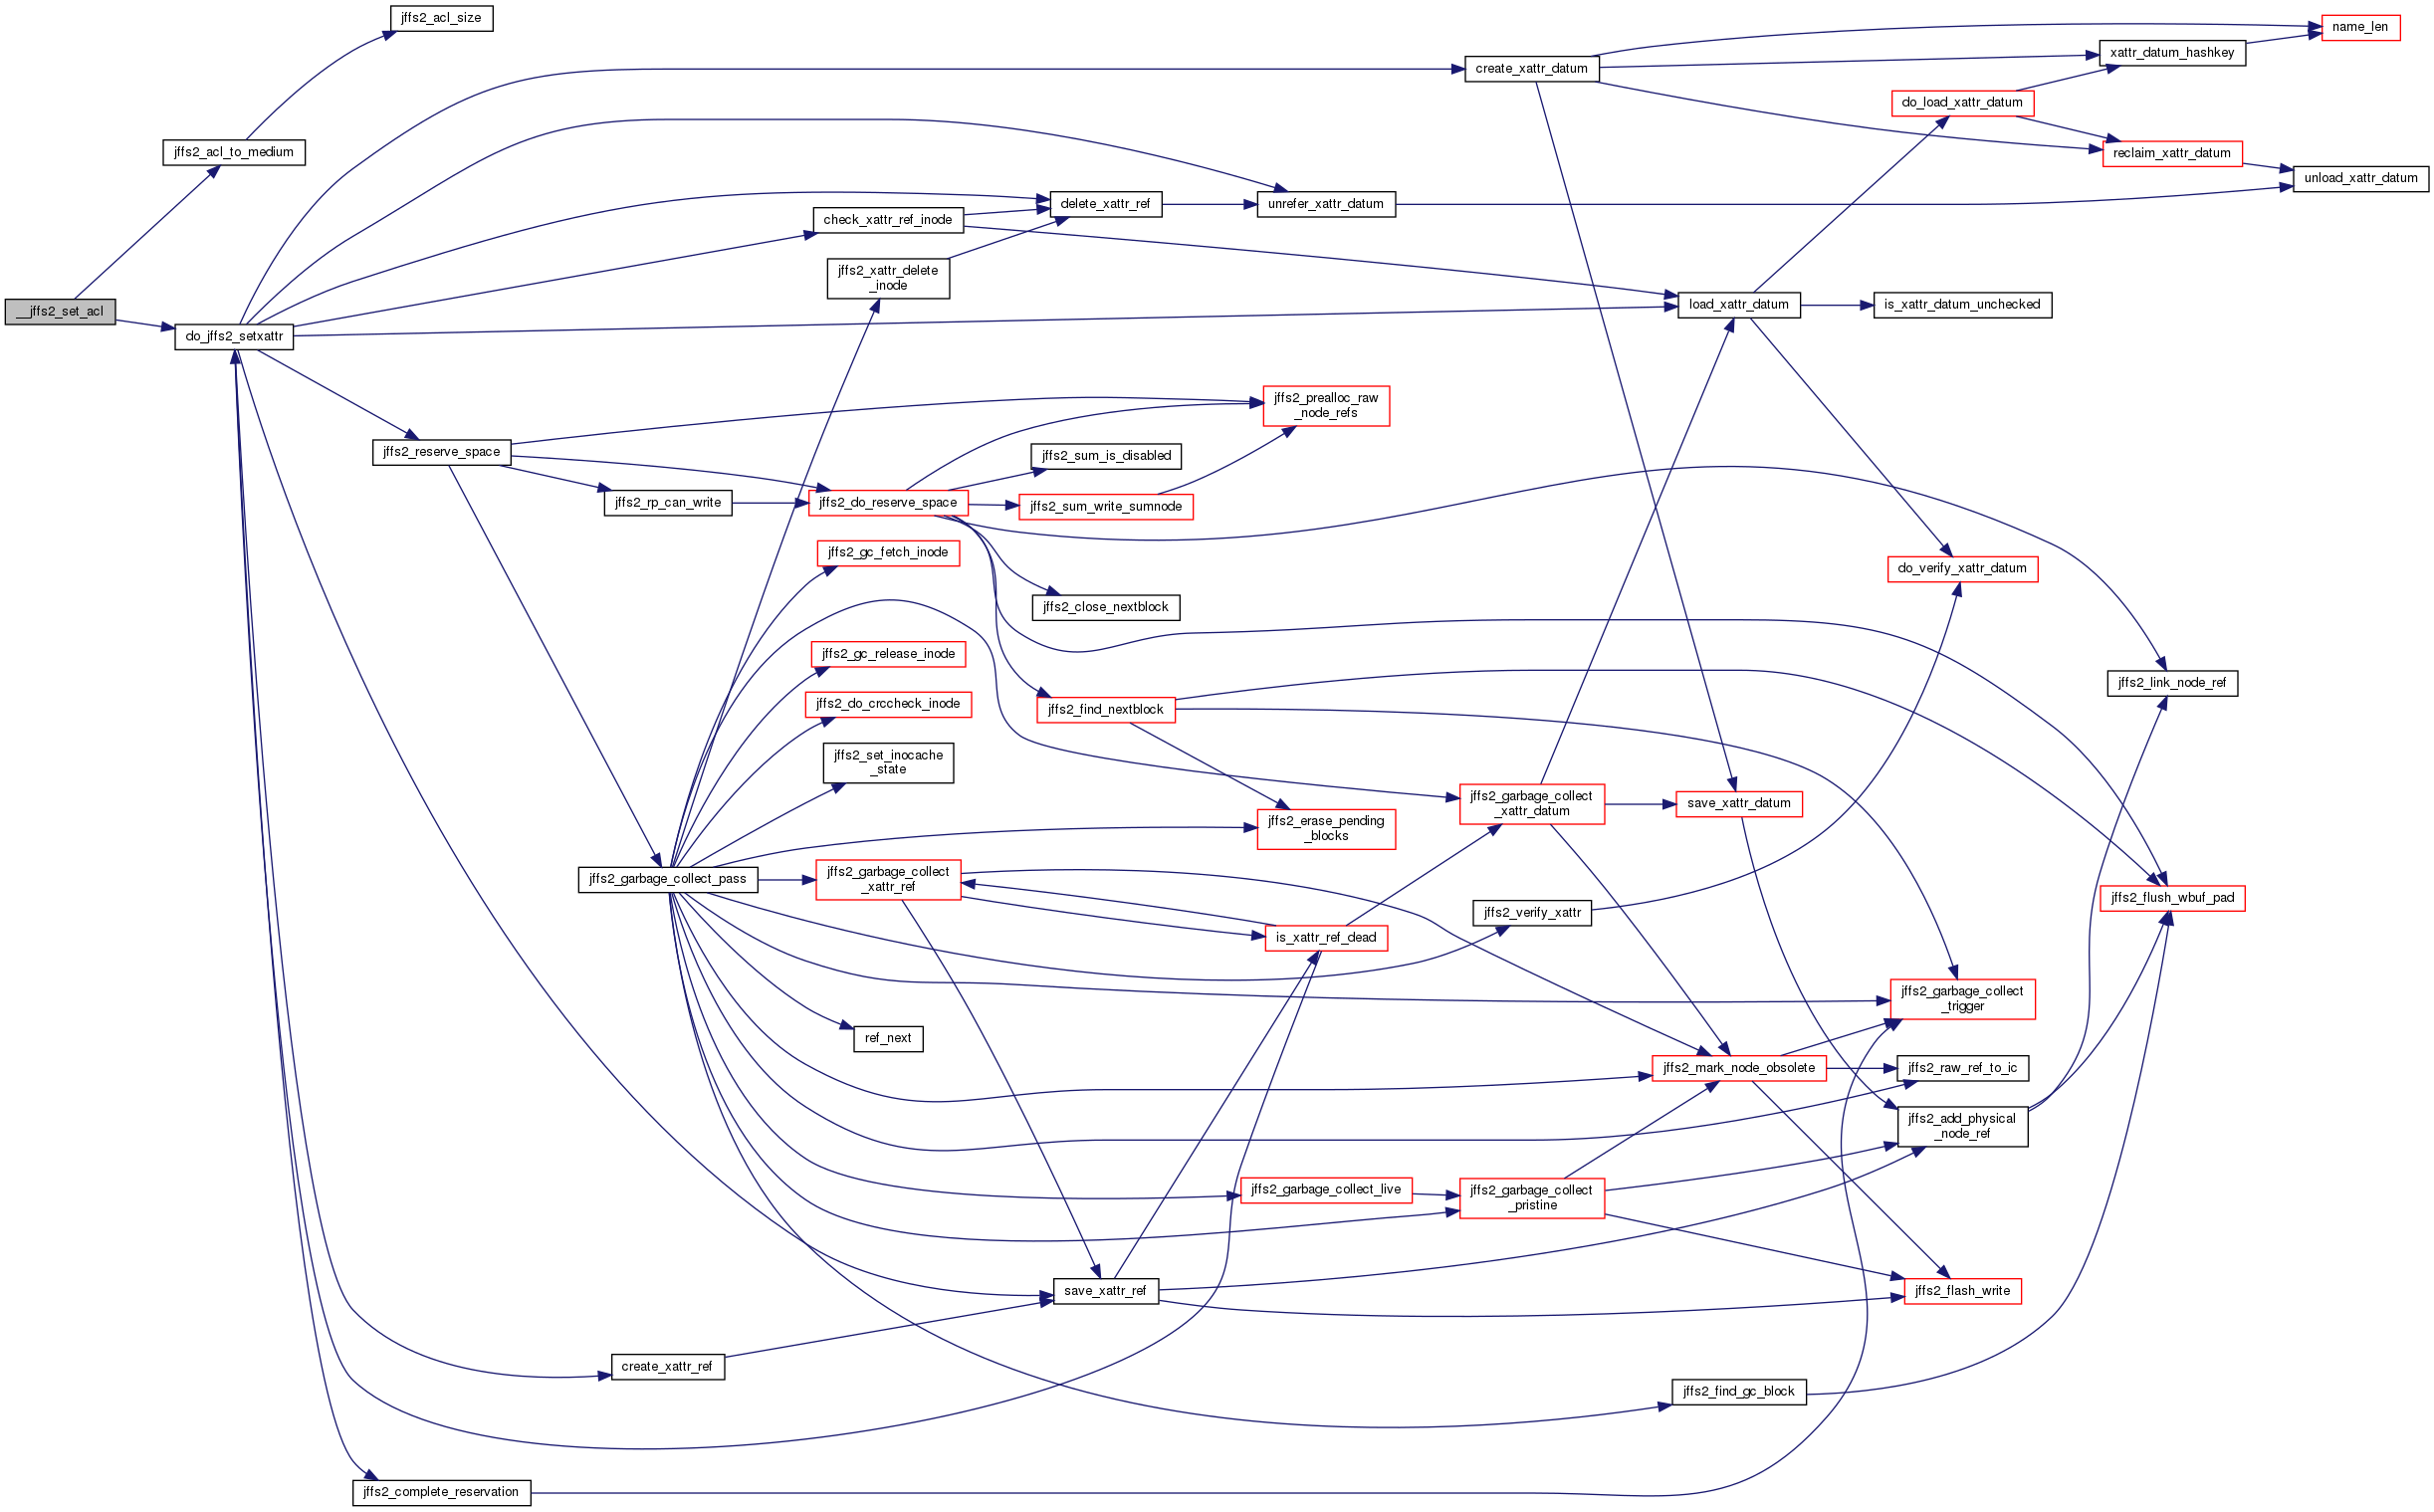 jffs2_acl_size
name_len
xattr_datum_hashkey
create_xattr_datum
do_load_xattr_datum
jffs2_acl_to_medium
reclaim_xattr_datum
unload_xattr_datum
delete_xattr_ref
unrefer_xattr_datum
check_xattr_ref_inode
jffs2_xattr_delete
_inode
__jffs2_set_acl
load_xattr_datum
is_xattr_datum_unchecked
do_jffs2_setxattr
jffs2_prealloc_raw
_node_refs
jffs2_reserve_space
jffs2_sum_is_disabled
jffs2_rp_can_write
jffs2_do_reserve_space
jffs2_sum_write_sumnode
jffs2_gc_fetch_inode
do_verify_xattr_datum
jffs2_close_nextblock
jffs2_gc_release_inode
jffs2_link_node_ref
jffs2_do_crccheck_inode
jffs2_find_nextblock
jffs2_set_inocache
_state
jffs2_garbage_collect
_xattr_datum
save_xattr_datum
jffs2_erase_pending
_blocks
jffs2_garbage_collect_pass
jffs2_garbage_collect
_xattr_ref
jffs2_flush_wbuf_pad
jffs2_verify_xattr
is_xattr_ref_dead
jffs2_garbage_collect
_trigger
ref_next
jffs2_mark_node_obsolete
jffs2_raw_ref_to_ic
jffs2_add_physical
_node_ref
jffs2_garbage_collect_live
jffs2_garbage_collect
_pristine
save_xattr_ref
jffs2_flash_write
create_xattr_ref
jffs2_find_gc_block
jffs2_complete_reservation